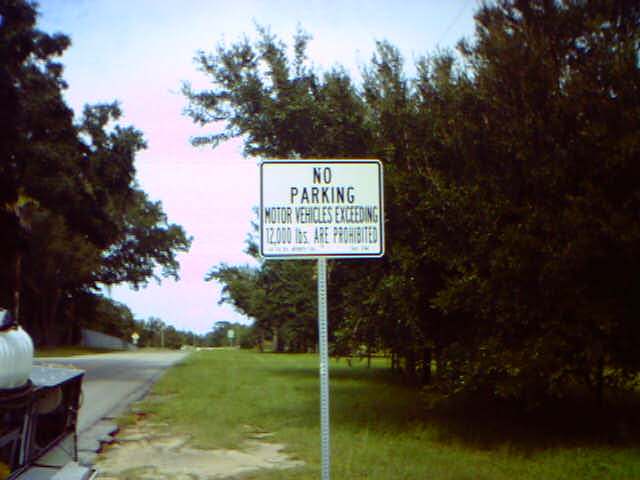 NO
PARKING
MOTOR VEHICLES EXCEEDING
12,000 lbs. ARE PROHIBITED